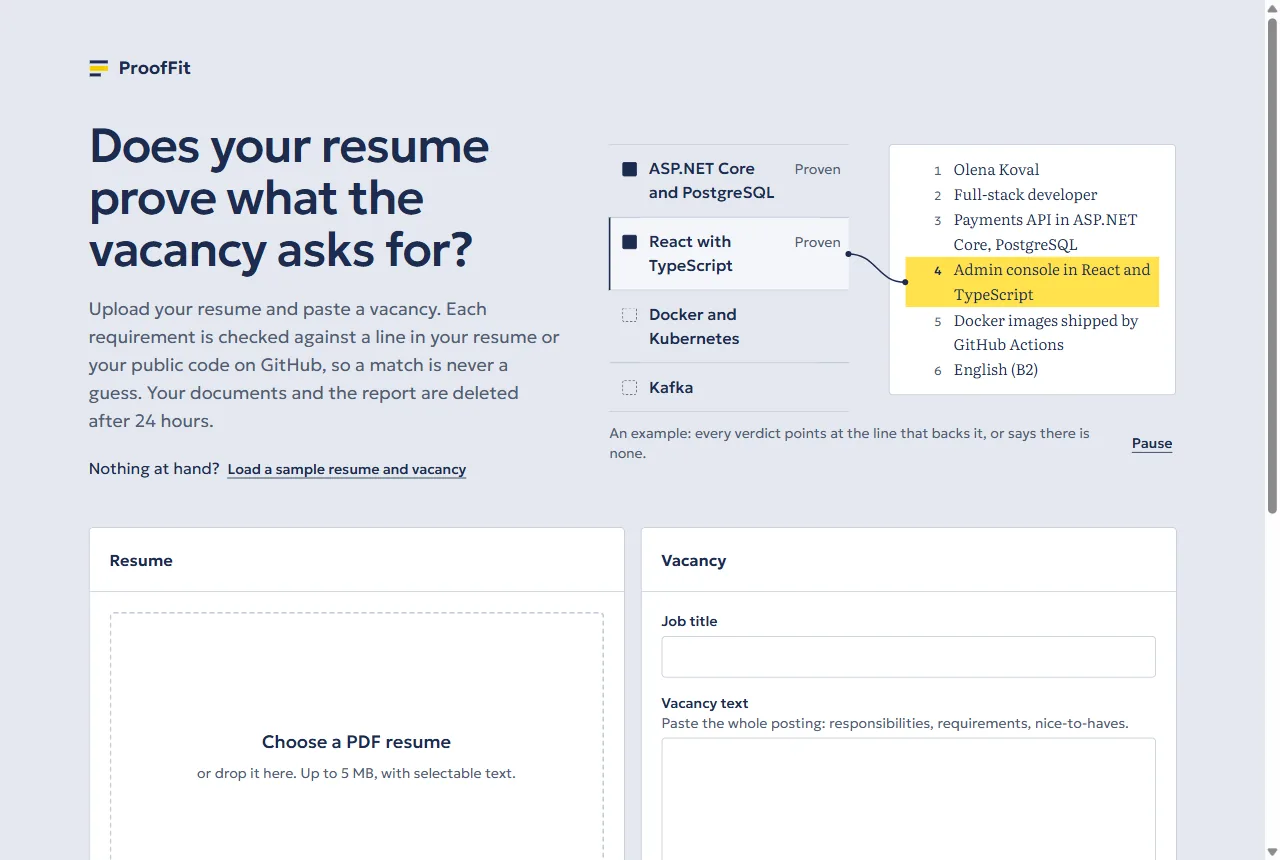 ProofFit
Does your resume
prove what the
vacancy asks for?
Upload your resume and paste a vacancy. Each
requirement is checked against a line in your resume or
your public code on GitHub, so a match is never a
guess. Your documents and the report are deleted
after 24 hours.
Nothing at hand? Load a sample resume and vacancy
ASP.NET Core Proven
and PostgreSQL
React with Proven
TypeScript
Docker and
Kubernetes
Kafka
1 Olena Koval
2 Full-stack developer
3 Payments API in ASP.NET
Core, PostgreSQL
4 Admin console in React and
TypeScript
5 Docker images shipped by
GitHub Actions
6 English (B2)
An example: every verdict points at the line that backs it, or says there is
none.
Pause
Resume
Choose a PDF resume
or drop it here. Up to 5 MB, with selectable text.
Vacancy
Job title
Vacancy text
Paste the whole posting: responsibilities, requirements, nice-to-haves.